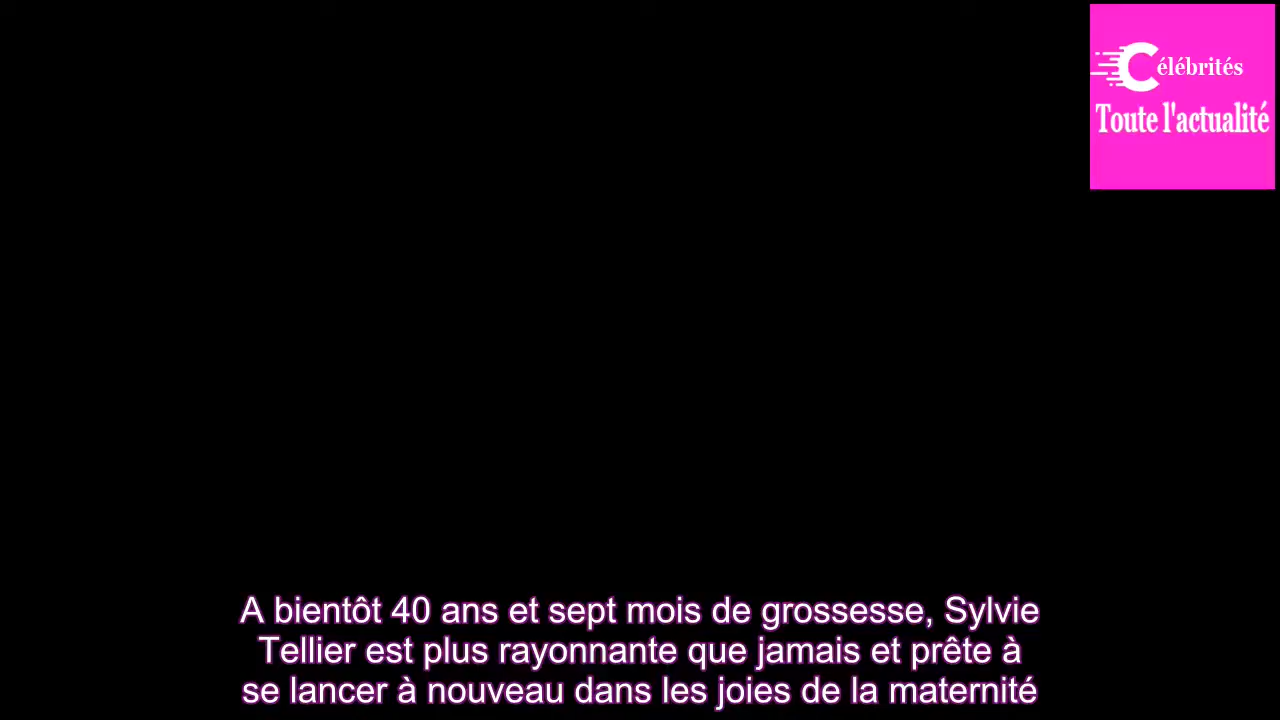 Célébrités
Toute l'actualité
A bientôt 40 ans et sept mois de grossesse, Sylvie
Tellier est plus rayonnante que jamais et prête à
se lancer à nouveau dans les joies de la maternité